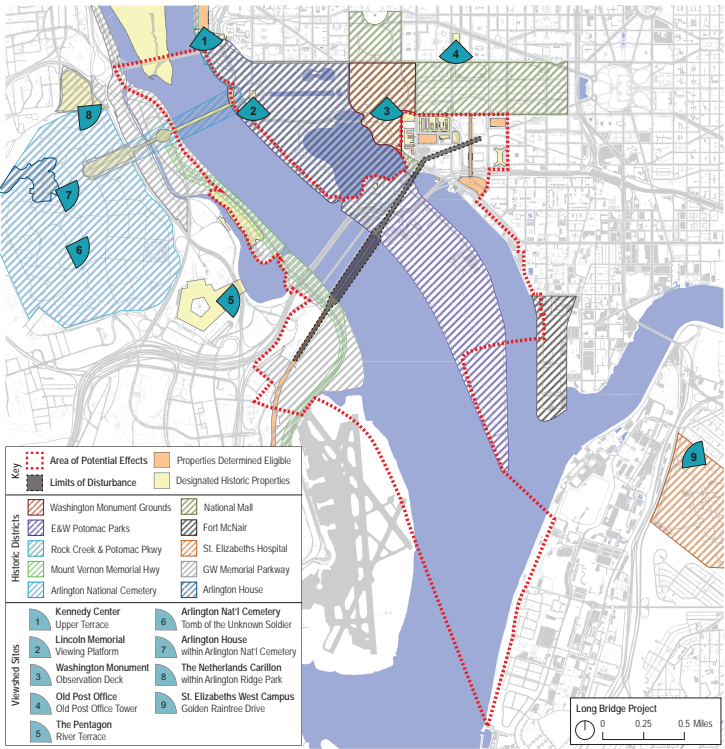 1
4
2
3
8
7
6
5
9
Key
Area of Potential Effects
Properties Determined Eligible
Limits of Disturbance
Designated Historic Properties
Historic Districts
Washington Monument Grounds
National Mall
E&W Potomac Parks
Fort McNair
Rock Creek & Potomac Pkwy
St. Elizabeths Hospital
Mount Vernon Memorial Hwy
GW Memorial Parkway
Arlington National Cemetery
Arlington House
Viewshed Sites
1
Kennedy Center
Upper Terrace
2
Lincoln Memorial
Viewing Platform
3
Washington Monument
Observation Deck
4
Old Post Office
Old Post Office Tower
5
The Pentagon
River Terrace
6
Arlington Nat'l Cemetery
Tomb of the Unknown Soldier
7
Arlington House
within Arlington Nat'l Cemetery
8
The Netherlands Carillon
within Arlington Ridge Park
9
St. Elizabeths West Campus
Golden Raintree Drive
Long Bridge Project
0 0.25 0.5 Miles